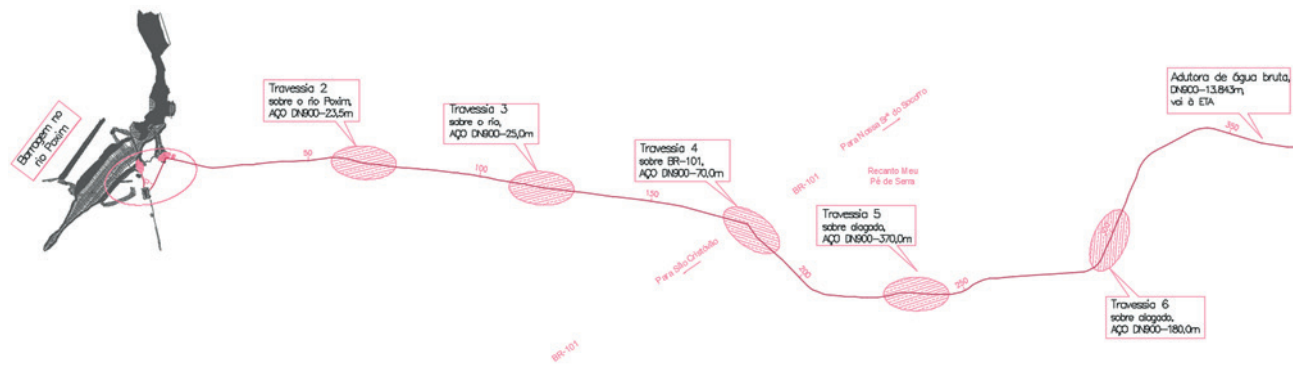 Barragem no
rio Poxim
50
Travessia 2
sobre o rio Poxim,
AÇO DN900-23,5m
100
Travessia 3
sobre o rio,
AÇO DN900-25,0m
150
Travessia 4
sobre BR-101,
AÇO DN900-70,0m
Para São Cristóvão
BR-101
BR-101
Para Nossa Srª do Socorro
Recanto Meu
Pé de Serra
200
Travessia 5
sobre alagado,
AÇO DN900-370,0m
250
300
Travessia 6
sobre alagado,
AÇO DN900-180,0m
350
Adutora de água bruta,
DN900-13.843m,
vai à ETA